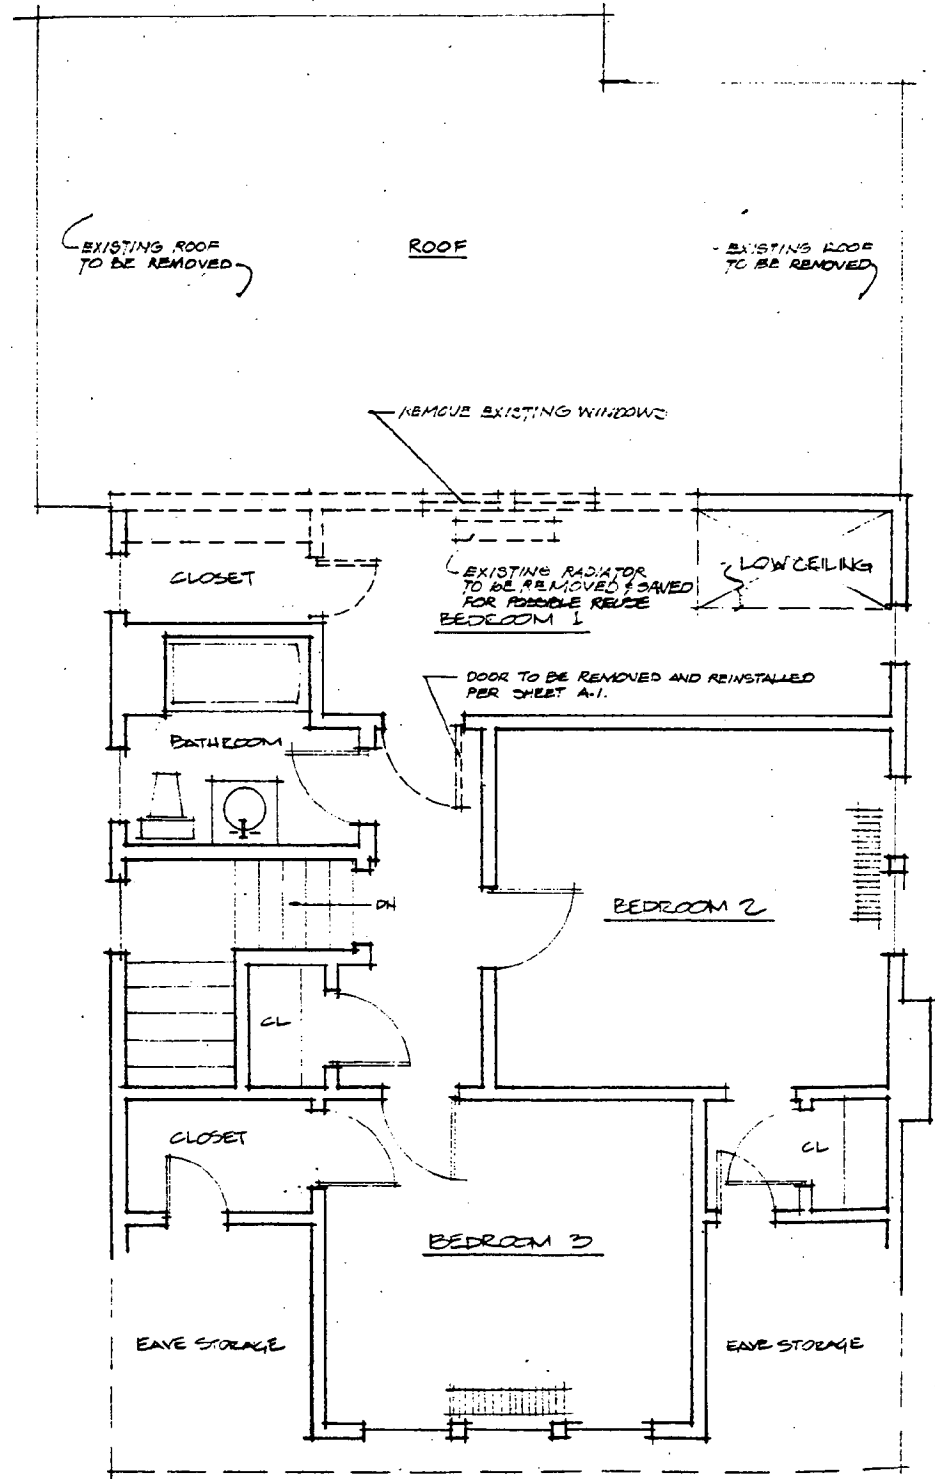 EXISTING ROOF
TO BE REMOVED
ROOF
EXISTING ROOF
TO BE REMOVED
REMOVE EXISTING WINDOWS
CLOSET
EXISTING RADIATOR
TO BE REMOVED & SAVED
FOR POSSIBLE REUSE
LOW CEILING
BEDROOM 1
DOOR TO BE REMOVED AND REINSTALLED
PER SHEET A-1.
BATHROOM
DN
BEDROOM 2
CL
CLOSET
CL
BEDROOM 3
EAVE STORAGE
EAVE STORAGE